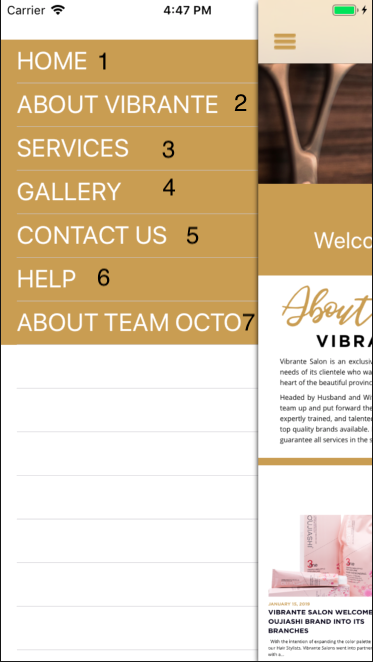 Carrier 4:47 PM
HOME 1
ABOUT VIBRANTE 2
SERVICES 3
GALLERY 4
CONTACT US 5
HELP 6
ABOUT TEAM OCTO7
Welco
About
VIBRA
Vibrante Salon is an exclusiv
needs of its clientele who wa
heart of the beautiful provinc
Headed by Husband and Wi
team up and put forward the
expertly trained, and talente
top quality brands available.
guarantee all services in the s
OUJIASHI
3
3
JANUARY 15, 2018
VIBRANTE SALON WELCOME
OUJIASHI BRAND INTO ITS
BRANCHES
With the intention of expanding the color palette
our Hair Stylists. Vibrante Salons went into partner
with a...